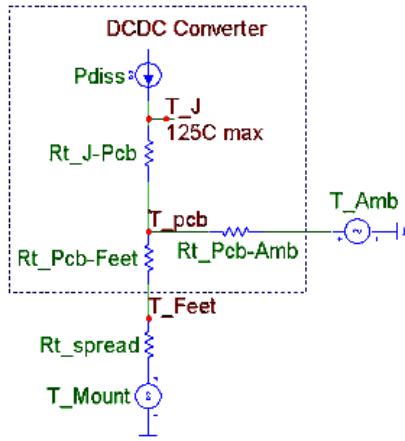 DCDC Converter
Pdiss
T_J
125C max
Rt_J-Pcb
T_pcb
T_Amb
Rt_Pcb-Feet
Rt_Pcb-Amb
T_Feet
Rt_spread
T_Mount